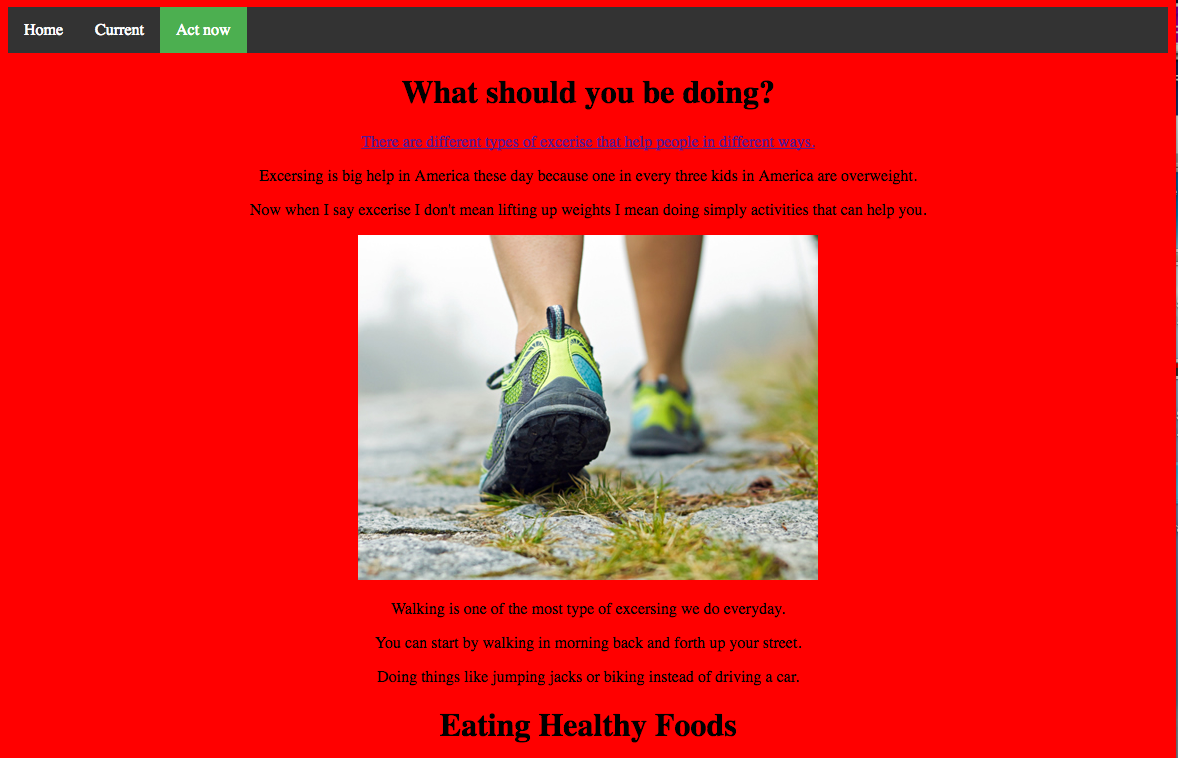 Home Current Act now
What should you be doing?
There are different types of excerise that help people in different ways.
Excersing is big help in America these day because one in every three kids in America are overweight.
Now when I say excerise I don't mean lifting up weights I mean doing simply activities that can help you.
Walking is one of the most type of excersing we do everyday.
You can start by walking in morning back and forth up your street.
Doing things like jumping jacks or biking instead of driving a car.
Eating Healthy Foods